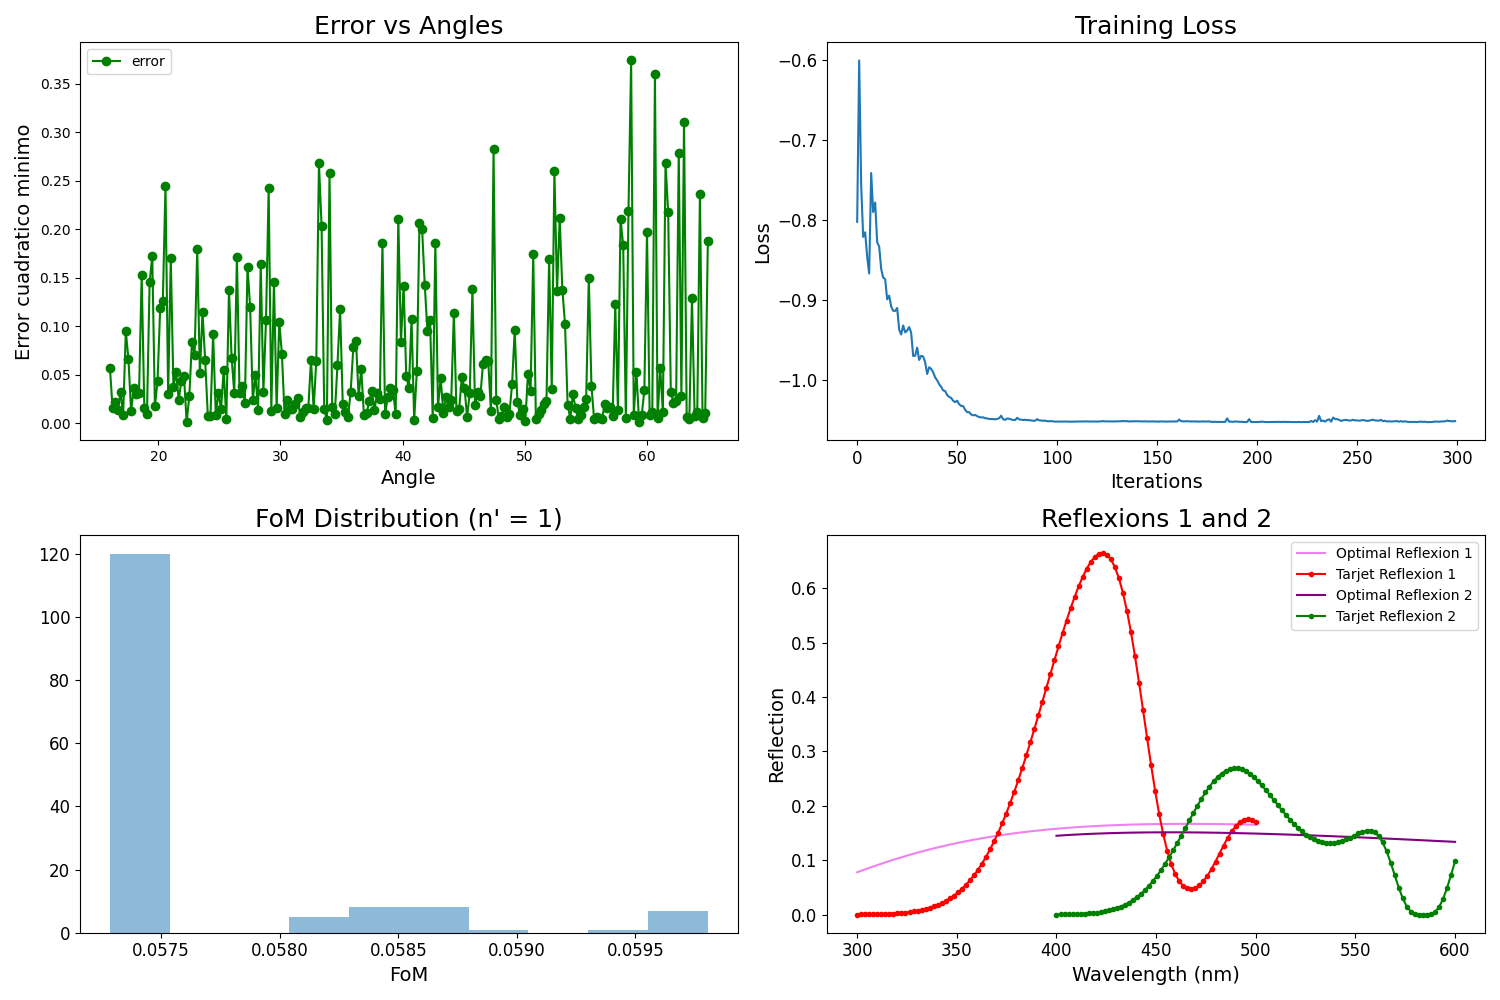 Error vs Angles
error
Error cuadratico minimo
0.35
0.30
0.25
0.20
0.15
0.10
0.05
0.00
20 30 40 50 60
Angle
Training Loss
Loss
−0.6
−0.7
−0.8
−0.9
−1.0
0 50 100 150 200 250 300
Iterations
FoM Distribution (n' = 1)
120
100
80
60
40
20
0
0.0575 0.0580 0.0585 0.0590 0.0595
FoM
Reflexions 1 and 2
Optimal Reflexion 1
Tarjet Reflexion 1
Optimal Reflexion 2
Tarjet Reflexion 2
Reflection
0.6
0.5
0.4
0.3
0.2
0.1
0.0
300 350 400 450 500 550 600
Wavelength (nm)